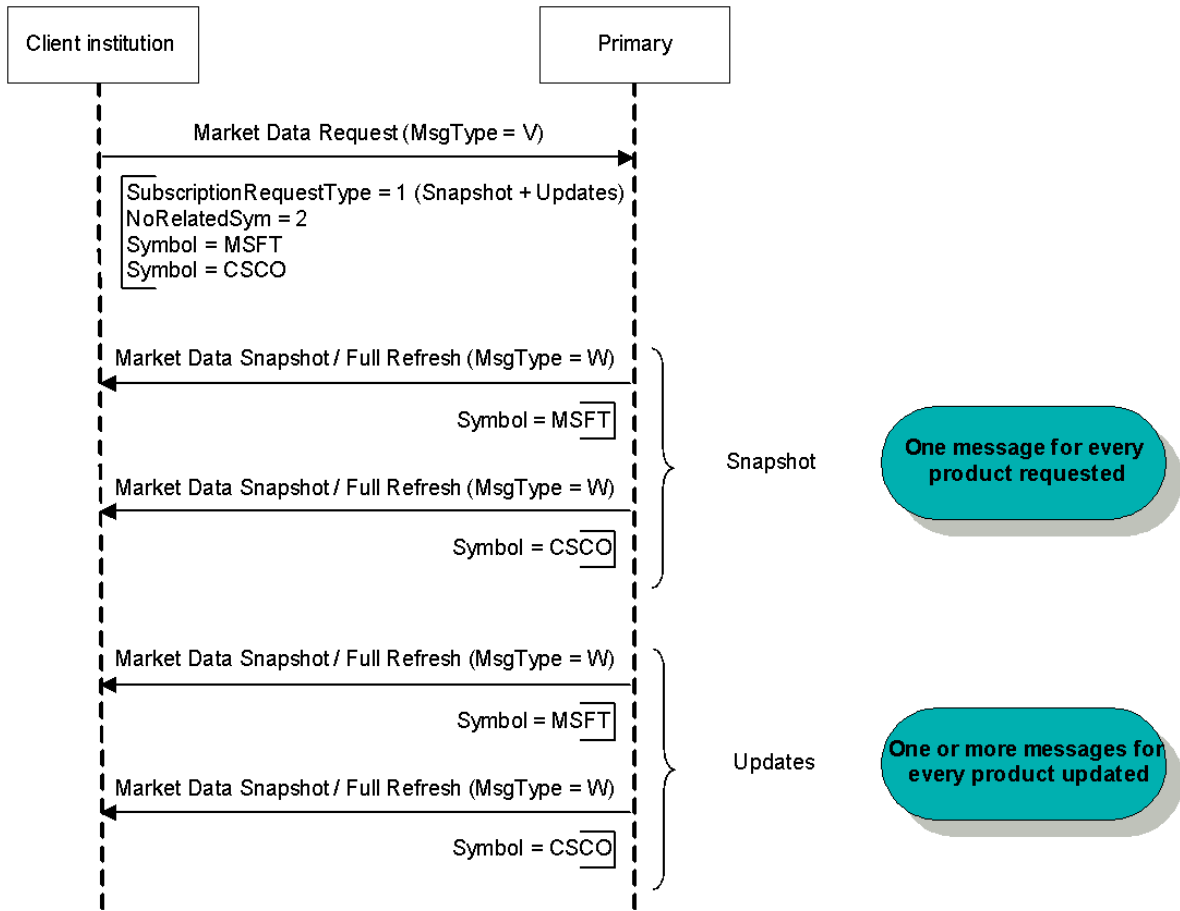 Client institution
Primary
Market Data Request (MsgType = V)
SubscriptionRequestType = 1 (Snapshot + Updates)
NoRelatedSym = 2
Symbol = MSFT
Symbol = CSCO
Market Data Snapshot / Full Refresh (MsgType = W)
Symbol = MSFT
Market Data Snapshot / Full Refresh (MsgType = W)
Symbol = CSCO
Snapshot
One message for every
product requested
Market Data Snapshot / Full Refresh (MsgType = W)
Symbol = MSFT
Market Data Snapshot / Full Refresh (MsgType = W)
Symbol = CSCO
Updates
One or more messages for
every product updated